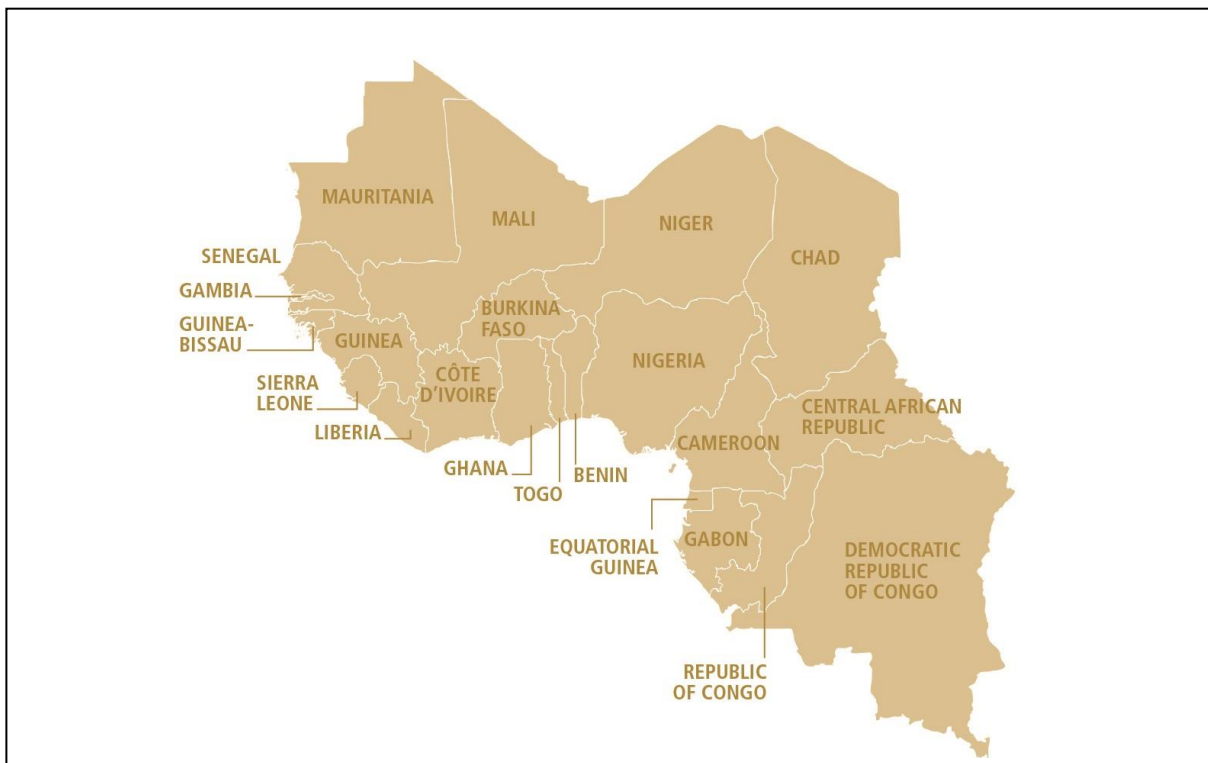 MAURITANIA
MALI
NIGER
CHAD
SENEGAL
GAMBIA
GUINEA-
BISSAU
GUINEA
BURKINA
FASO
NIGERIA
SIERRA
LEONE
CÔTE
D'IVOIRE
LIBERIA
GHANA
TOGO
BENIN
CENTRAL AFRICAN
REPUBLIC
CAMEROON
EQUATORIAL
GUINEA
GABON
DEMOCRATIC
REPUBLIC
OF CONGO
REPUBLIC
OF CONGO